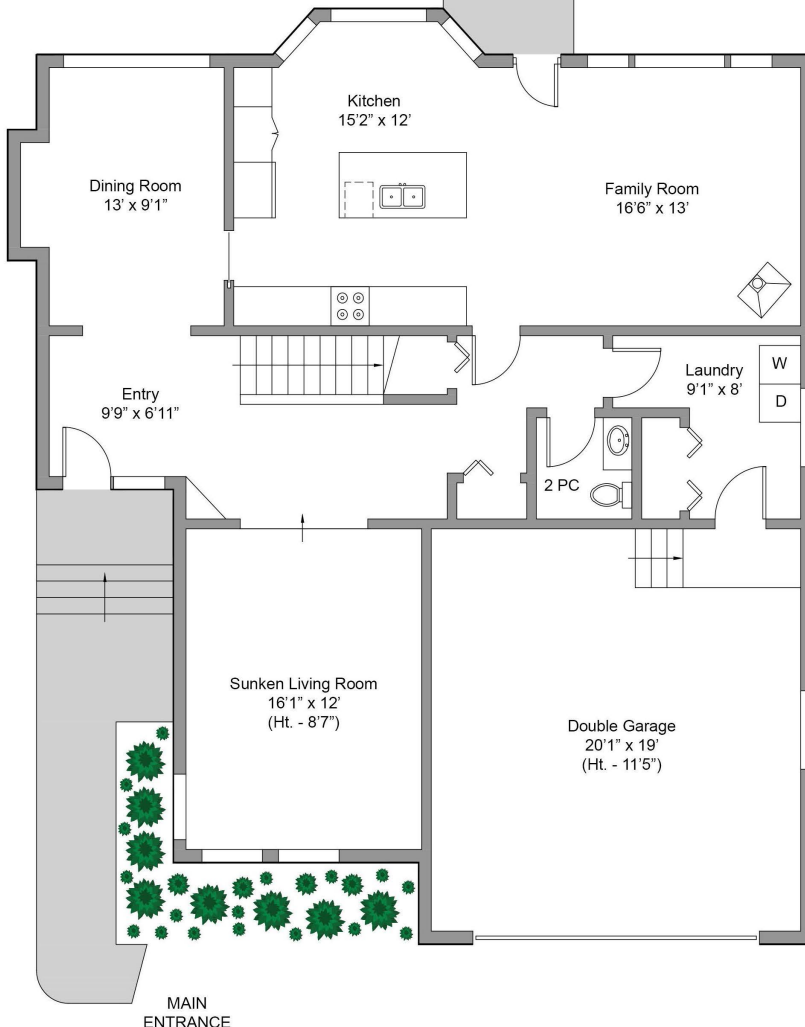 Kitchen
15'2" x 12'
Dining Room
13' x 9'1"
Family Room
16'6" x 13'
Entry
9'9" x 6'11"
Laundry
9'1" x 8'
W
D
2 PC
Sunken Living Room
16'1" x 12'
(Ht. - 8'7")
Double Garage
20'1" x 19'
(Ht. - 11'5")
MAIN
ENTRANCE